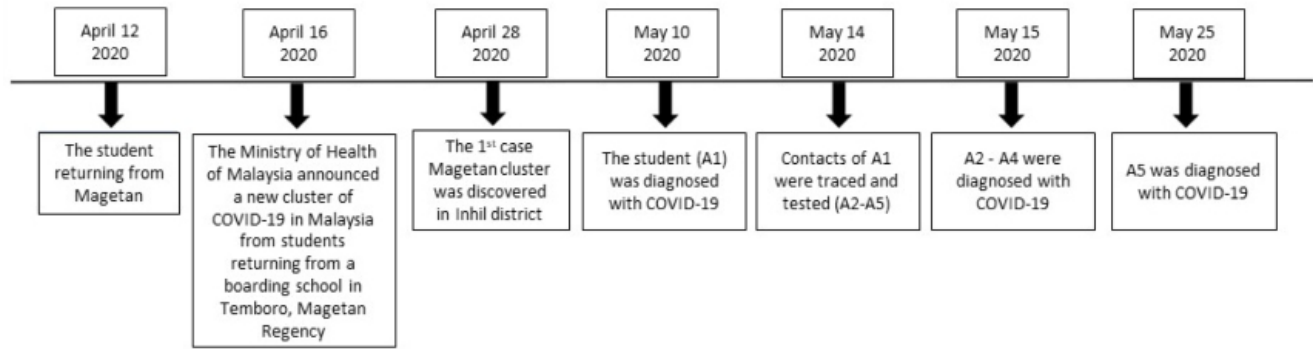 April 12
2020
April 16
2020
April 28
2020
May 10
2020
May 14
2020
May 15
2020
May 25
2020
The student
returning from
Magetan
The Ministry of Health
of Malaysia announced
a new cluster of
COVID-19 in Malaysia
from students
returning from a
boarding school in
Temboro, Magetan
Regency
The 1st case
Magetan cluster
was discovered
in Inhil district
The student (A1)
was diagnosed
with COVID-19
Contacts of A1
were traced and
tested (A2-A5)
A2 - A4 were
diagnosed with
COVID-19
A5 was diagnosed
with COVID-19